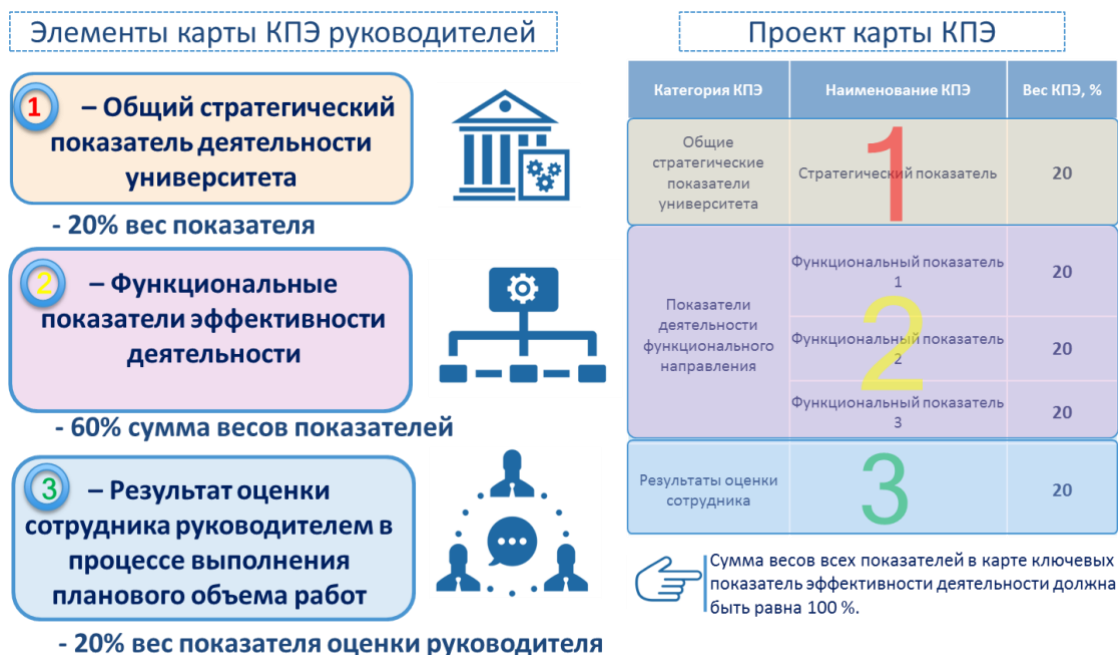 Элементы карты КПЭ руководителей
1 – Общий стратегический
показатель деятельности
университета
- 20% вес показателя
2 – Функциональные
показатели эффективности
деятельности
- 60% сумма весов показателей
3 – Результат оценки
сотрудника руководителем в
процессе выполнения
планового объема работ
- 20% вес показателя оценки руководителя
Проект карты КПЭ
Категория КПЭ Наименование КПЭ Вес КПЭ, %
Общие
стратегические
показатели
университета
1
Стратегический показатель
20
Показатели
деятельности
функционального
направления
2
Функциональный показатель
1
20
Функциональный показатель
2
20
Функциональный показатель
3
20
Результаты оценки
сотрудника
3
20
Сумма весов всех показателей в карте ключевых
показатель эффективности деятельности должна
быть равна 100 %.